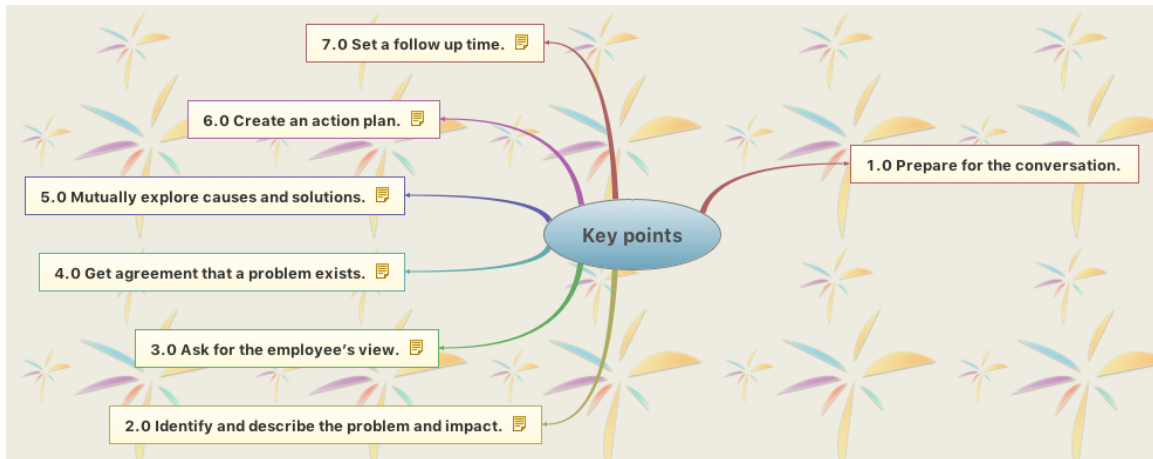 7.0 Set a follow up time.
6.0 Create an action plan.
1.0 Prepare for the conversation.
5.0 Mutually explore causes and solutions.
Key points
4.0 Get agreement that a problem exists.
3.0 Ask for the employee’s view.
2.0 Identify and describe the problem and impact.